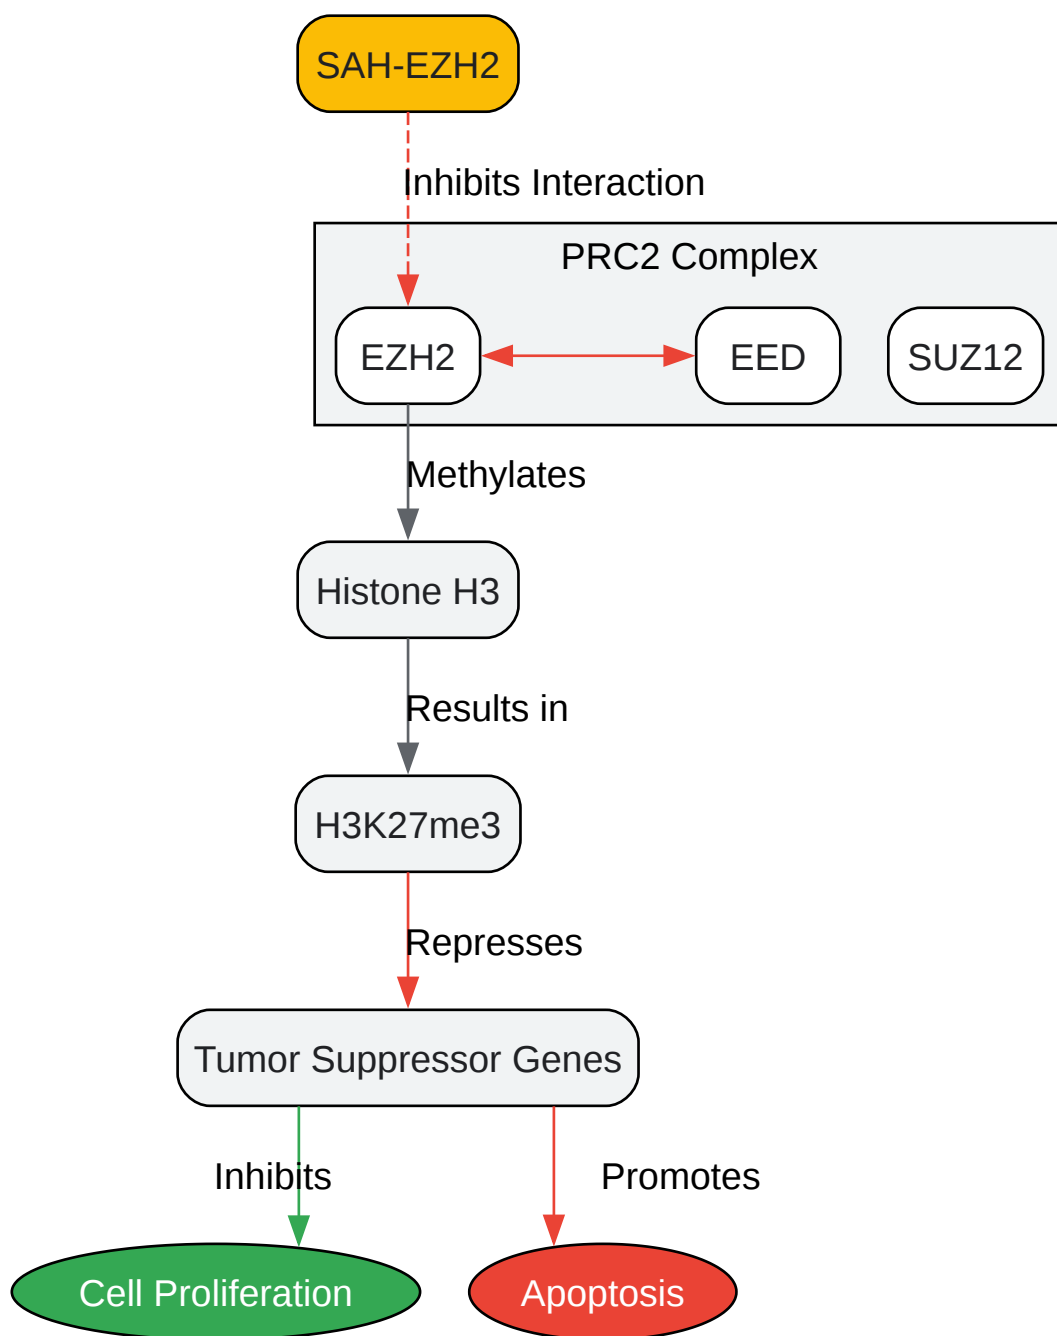 SAH-EZH2
Inhibits Interaction
PRC2 Complex
EZH2
EED
SUZ12
Methylates
Histone H3
Results in
H3K27me3
Represses
Tumor Suppressor Genes
Inhibits
Promotes
Cell Proliferation
Apoptosis